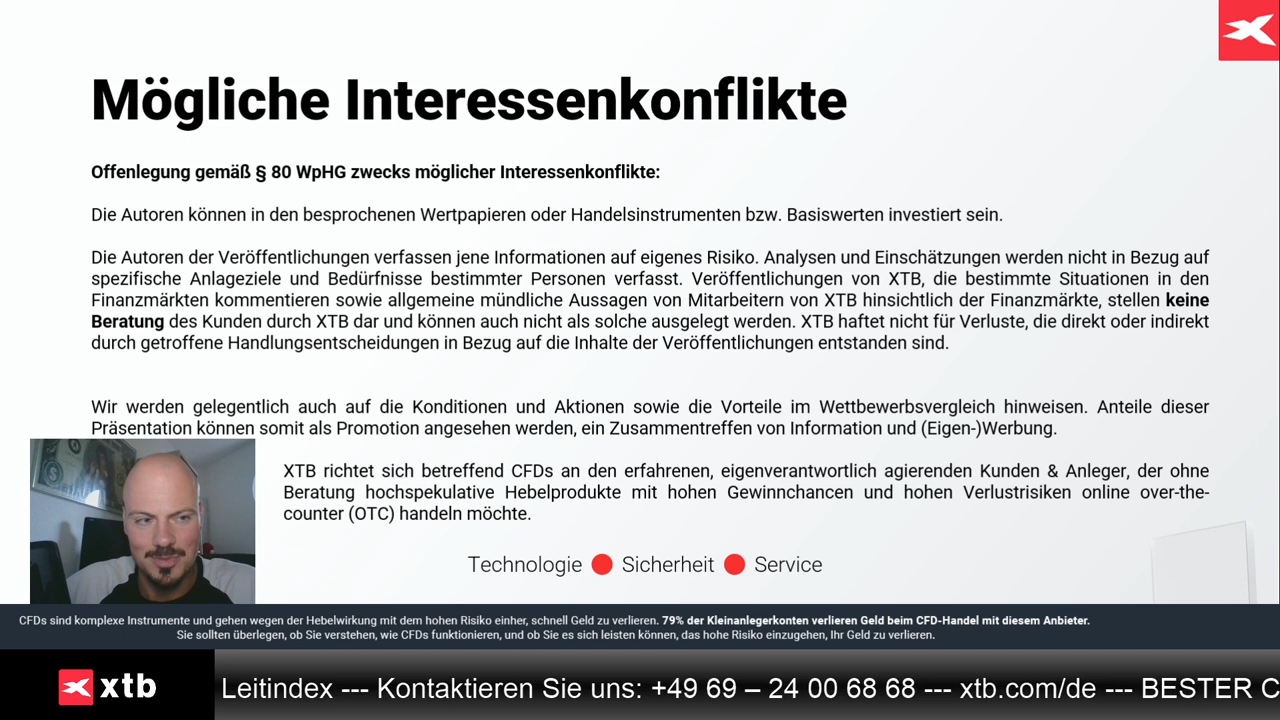 Mögliche Interessenkonflikte
Offenlegung gemäß § 80 WpHG zwecks möglicher Interessenkonflikte:
Die Autoren können in den besprochenen Wertpapieren oder Handelsinstrumenten bzw. Basiswerten investiert sein.
Die Autoren der Veröffentlichungen verfassen jene Informationen auf eigenes Risiko. Analysen und Einschätzungen werden nicht in Bezug auf
spezifische Anlageziele und Bedürfnisse bestimmter Personen verfasst. Veröffentlichungen von XTB, die bestimmte Situationen in den
Finanzmärkten kommentieren sowie allgemeine mündliche Aussagen von Mitarbeitern von XTB hinsichtlich der Finanzmärkte, stellen keine
Beratung des Kunden durch XTB dar und können auch nicht als solche ausgelegt werden. XTB haftet nicht für Verluste, die direkt oder indirekt
durch getroffene Handlungsentscheidungen in Bezug auf die Inhalte der Veröffentlichungen entstanden sind.
Wir werden gelegentlich auch auf die Konditionen und Aktionen sowie die Vorteile im Wettbewerbsvergleich hinweisen. Anteile dieser
Präsentation können somit als Promotion angesehen werden, ein Zusammentreffen von Information und (Eigen-)Werbung.
XTB richtet sich betreffend CFDs an den erfahrenen, eigenverantwortlich agierenden Kunden & Anleger, der ohne
Beratung hochspekulative Hebelprodukte mit hohen Gewinnchancen und hohen Verlustrisiken online over-the-
counter (OTC) handeln möchte.
Technologie Sicherheit Service
CFDs sind komplexe Instrumente und gehen wegen der Hebelwirkung mit dem hohen Risiko einher, schnell Geld zu verlieren. 79% der Kleinanlegerkonten verlieren Geld beim CFD-Handel mit diesem Anbieter.
Sie sollten überlegen, ob Sie verstehen, wie CFDs funktionieren, und ob Sie es sich leisten können, das hohe Risiko einzugehen, Ihr Geld zu verlieren.
xtb Leitindex --- Kontaktieren Sie uns: +49 69 – 24 00 68 68 --- xtb.com/de --- BESTER C